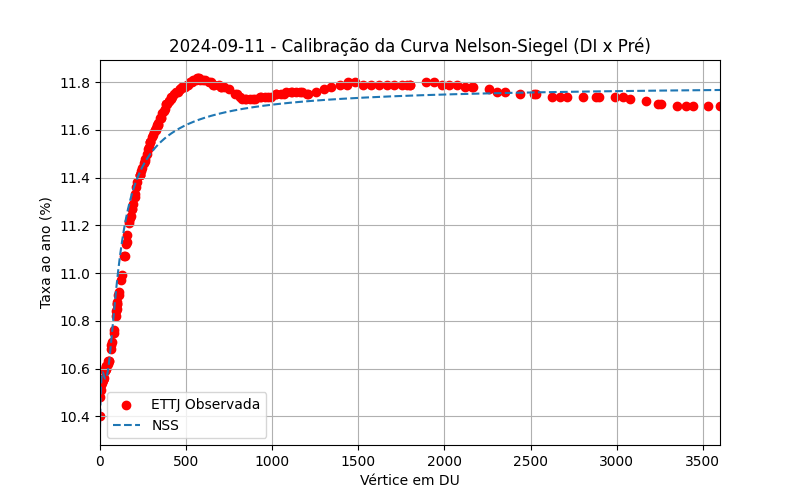 2024-09-11 - Calibração da Curva Nelson-Siegel (DI x Pré)
Taxa ao ano (%)
11.8
11.6
11.4
11.2
11.0
10.8
10.6
10.4
ETTJ Observada
NSS
0 500 1000 1500 2000 2500 3000 3500
Vértice em DU